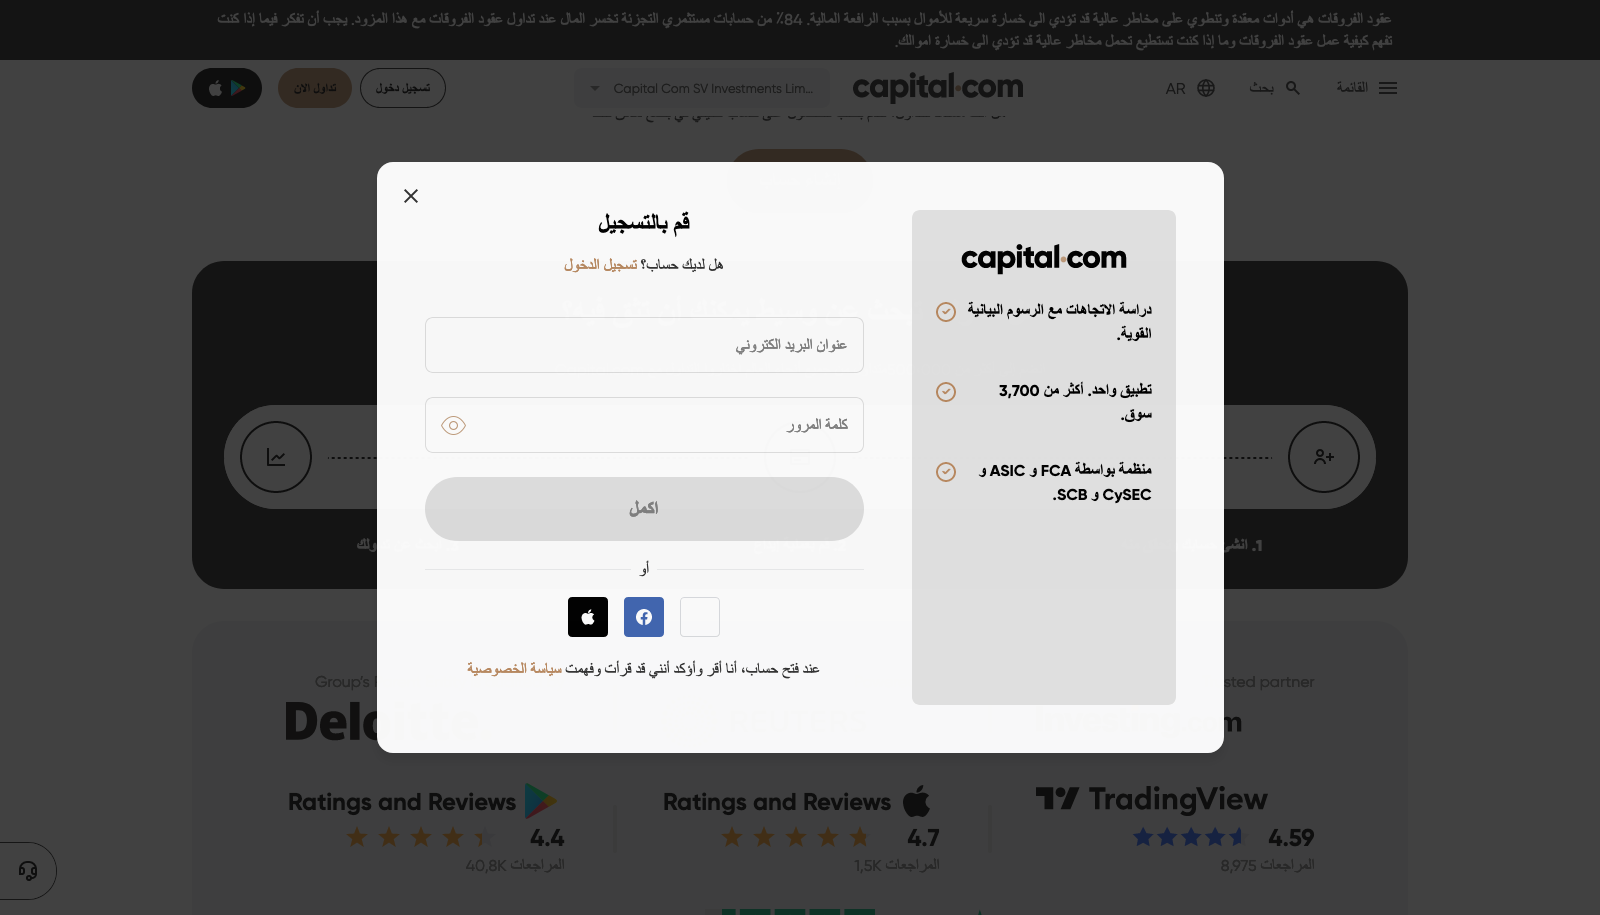 عقود الفروقات هي أدوات معقدة وتنطوي على مخاطر عالية قد تؤدي الى خسارة سريعة للأموال بسبب الرافعة المالية. 84٪ من حسابات مستثمري التجزئة تخسر المال عند تداول عقود الفروقات مع هذا المزود. يجب أن تفكر فيما إذا كنت
تفهم كيفية عمل عقود الفروقات وما إذا كنت تستطيع تحمل مخاطر عالية قد تؤدي الى خسارة اموالك.
القائمة
بحث
AR
capital.com
Capital Com SV Investments Lim...
تسجيل دخول
تداول الان
قم بالتسجيل
هل لديك حساب؟ تسجيل الدخول
عنوان البريد الكتروني
كلمة المرور
اكمل
أو
عند فتح حساب، أنا أقر وأؤكد أنني قد قرأت وفهمت سياسة الخصوصية
capital.com
دراسة الاتجاهات مع الرسوم البيانية
القوية.
تطبيق واحد. أكثر من 3,700
سوق.
منظمة بواسطة FCA و ASIC و
CySEC و SCB.
1. انشئ
partner
Group's
TradingView
4.59
8,975 المراجعات
Ratings and Reviews
4.7
1,5K المراجعات
Ratings and Reviews
4.4
40,8K المراجعات